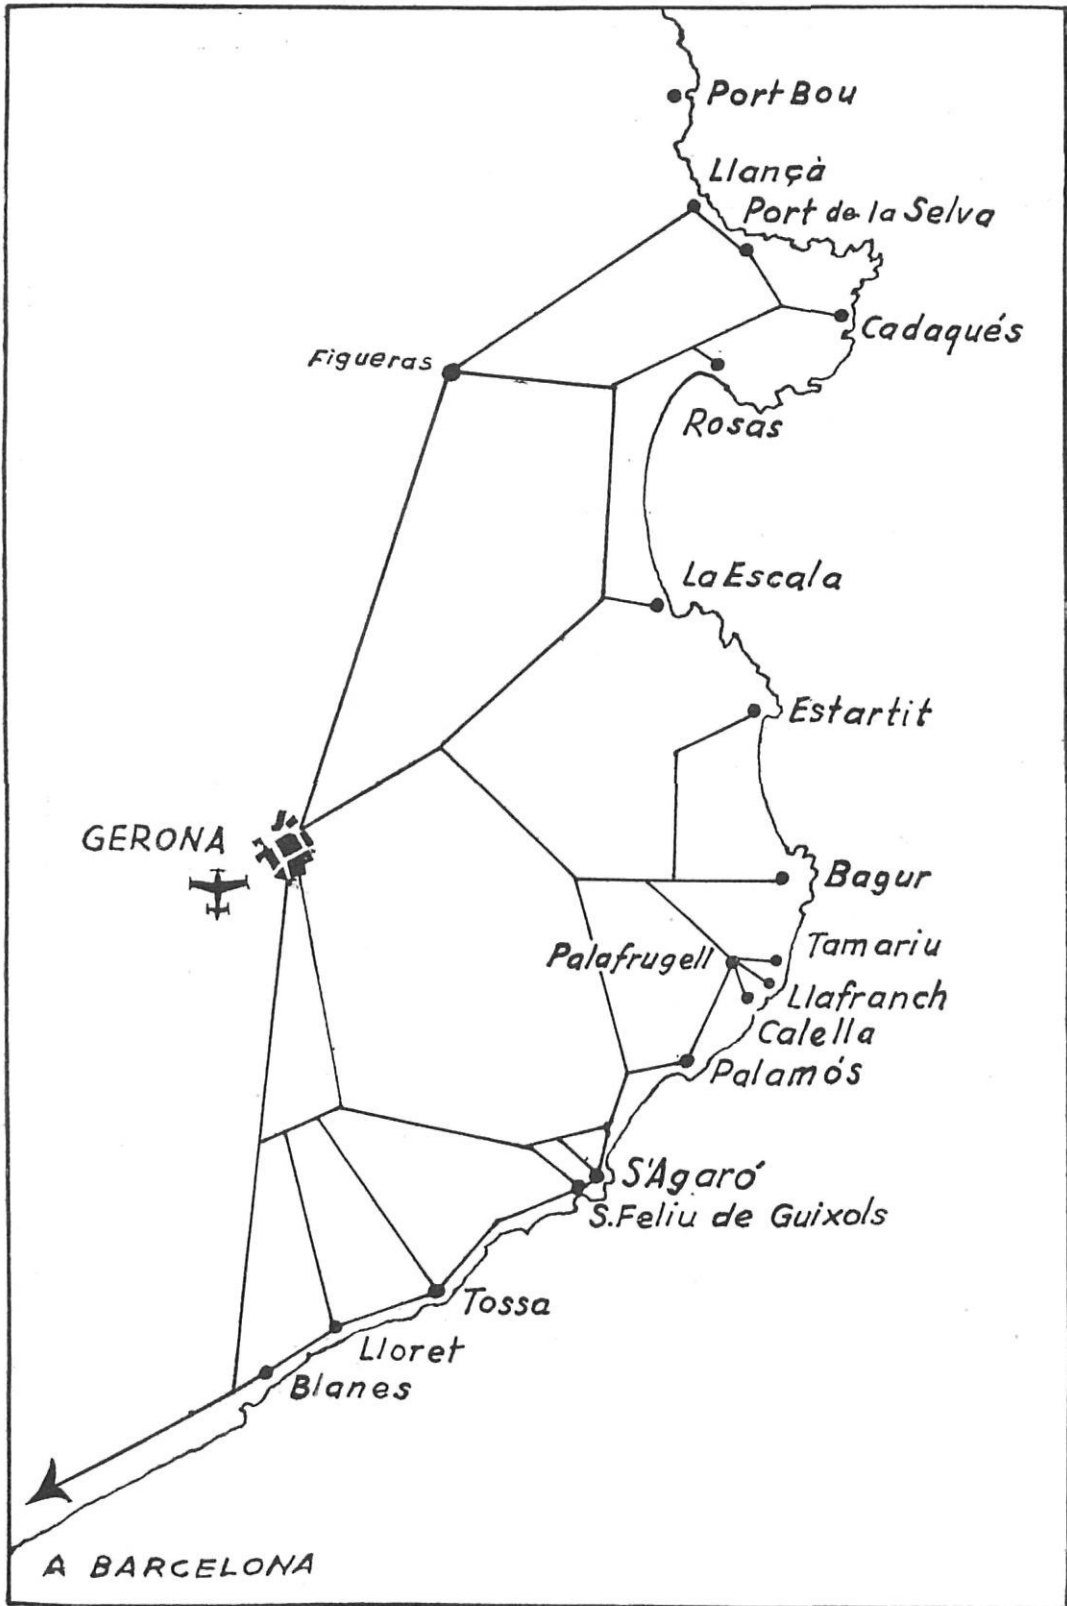 Port Bou
Llançà
Port de la Selva
Cadaqués
Figueras
Rosas
La Escala
Estartit
GERONA
Bagur
Tamariu
Palafrugell
Llafranch
Calella
Palamós
S'Agaró
S.Feliu de Guixols
Tossa
Lloret
Blanes
A BARCELONA